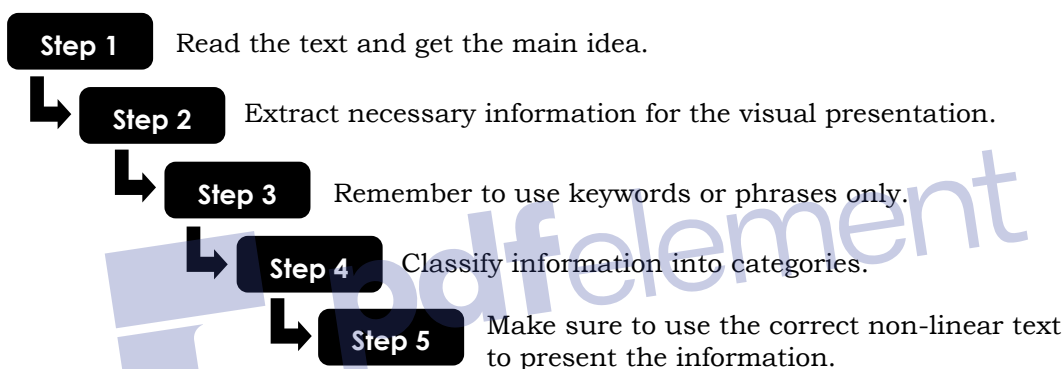 Step 1 Read the text and get the main idea.
Step 2 Extract necessary information for the visual presentation.
Step 3 Remember to use keywords or phrases only.
Step 4 Classify information into categories.
Step 5 Make sure to use the correct non-linear text
to present the information.
pdfelement